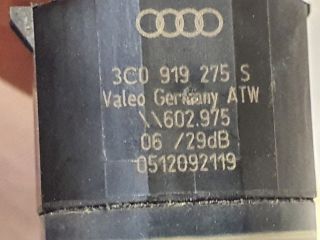 3C0 919 275 S
Valeo Germany ATW
\\602.975
06 /29dB
0512092119